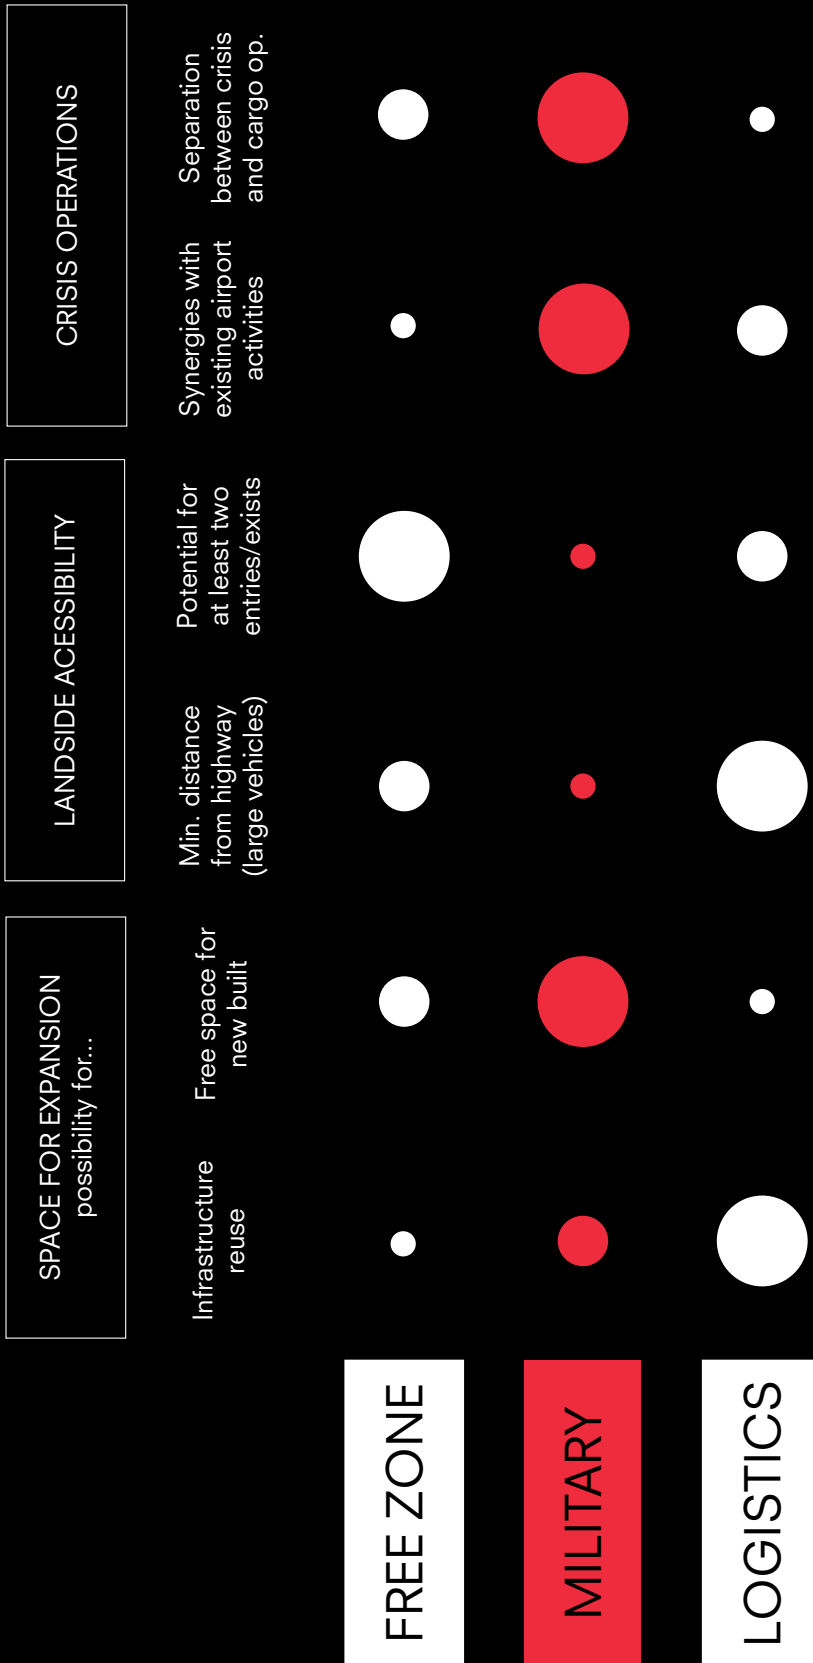 SPACE FOR EXPANSION
possibility for...
LANDSIDE ACESSIBILITY
CRISIS OPERATIONS
Infrastructure
reuse
Free space for
new built
Min. distance
from highway
(large vehicles)
Potential for
at least two
entries/exists
Synergies with
existing airport
activities
Separation
between crisis
and cargo op.
FREE ZONE
MILITARY
LOGISTICS